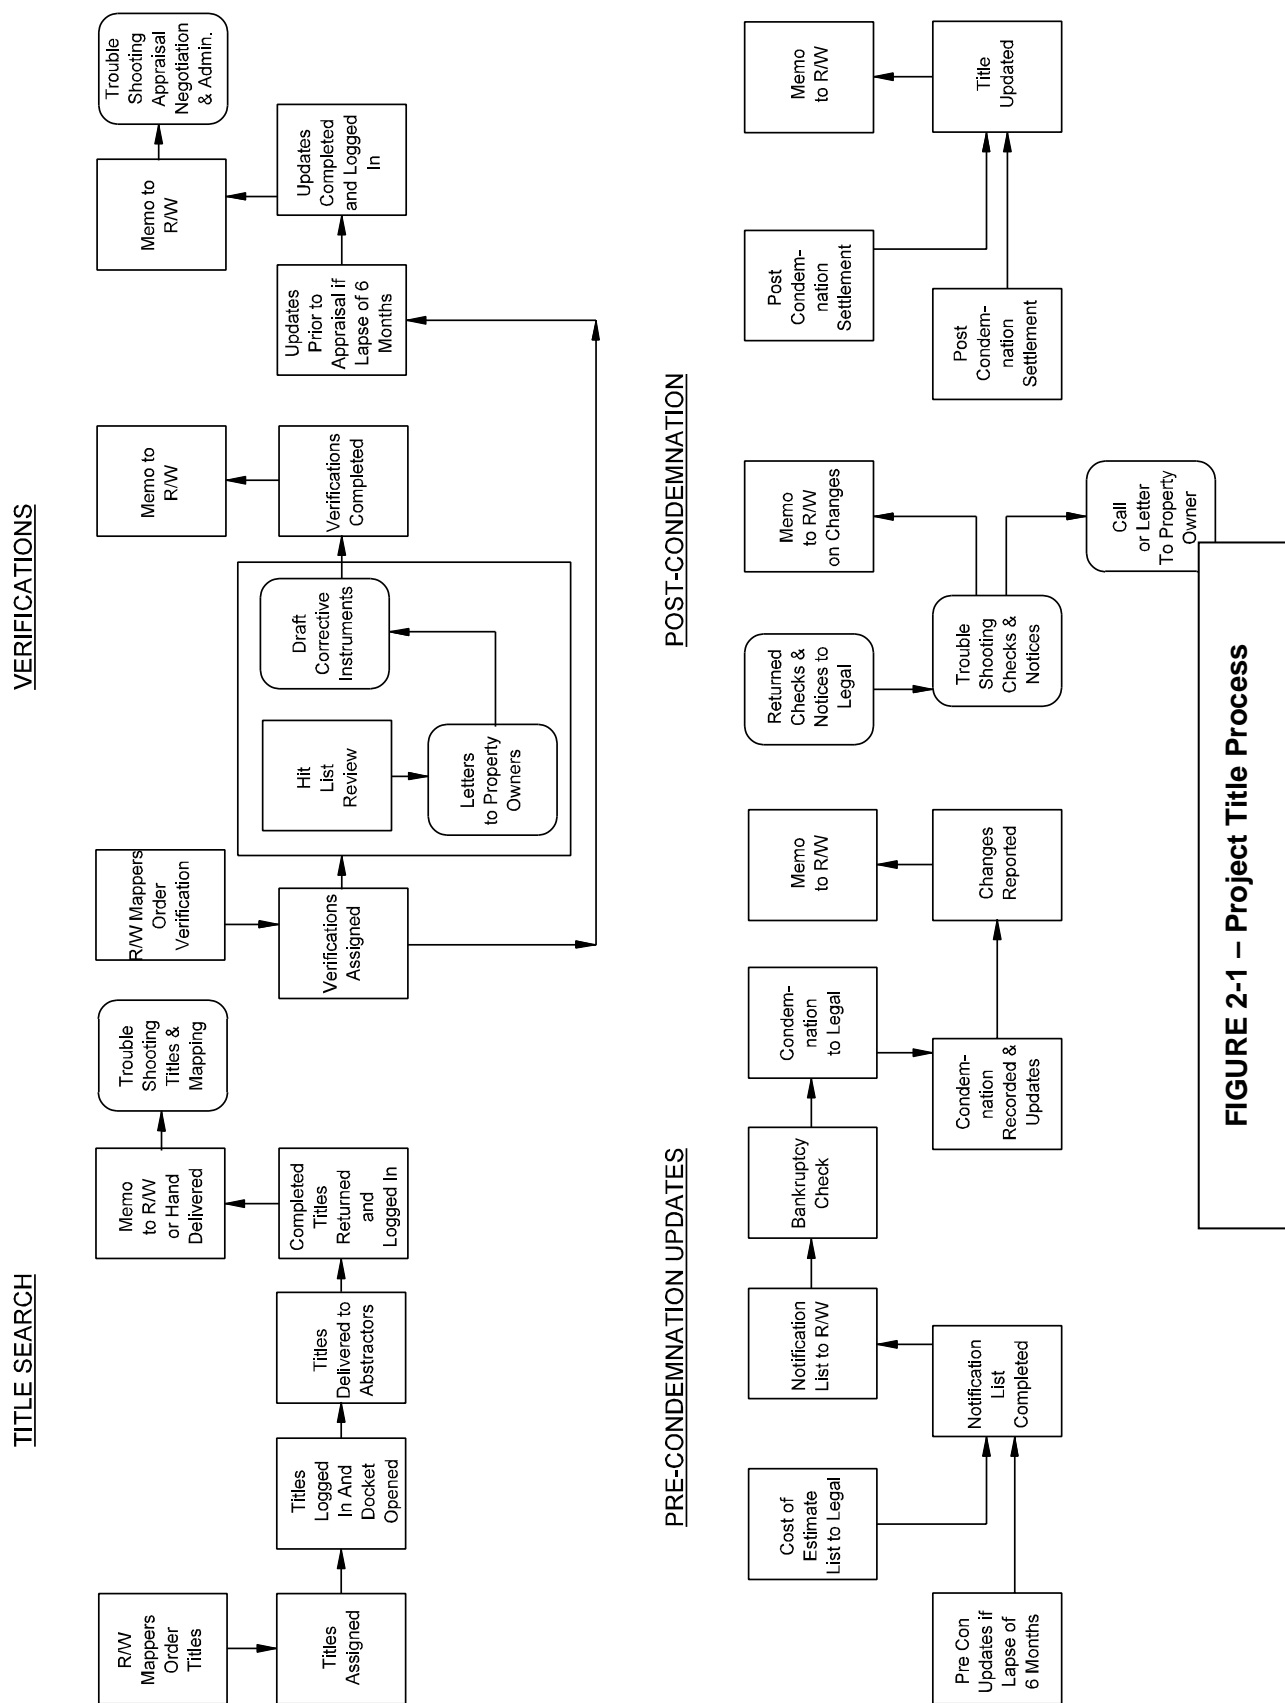 TITLE SEARCH
R/W
Mappers
Order
Titles
Titles
Assigned
Titles
Logged
In And
Docket
Opened
Titles
Delivered to
Abstractors
Completed
Titles
Returned
and
Logged In
Memo
to R/W
or Hand
Delivered
Trouble
Shooting
Titles &
Mapping
VERIFICATIONS
R/W Mappers
Order
Verification
Verifications
Assigned
Hit
List
Review
Letters
to Property
Owners
Draft
Corrective
Instruments
Verifications
Completed
Memo to
R/W
Updates
Prior to
Appraisal if
Lapse of 6
Months
Updates
Completed
and Logged
In
Memo to
R/W
Trouble
Shooting
Appraisal
Negotiation
& Admin.
PRE-CONDEMNATION UPDATES
Cost of
Estimate
List to Legal
Pre Con
Updates if
Lapse of
6 Months
Notification
List
Completed
Notification
List to R/W
Bankruptcy
Check
Condem-
nation
to Legal
Condem-
nation
Recorded &
Updates
Changes
Reported
Memo
to R/W
POST-CONDEMNATION
Returned
Checks &
Notices to
Legal
Trouble
Shooting
Checks &
Notices
Memo
to R/W
on Changes
Call
or Letter
To Property
Owner
Post
Condem-
nation
Settlement
Post
Condem-
nation
Settlement
Title
Updated
Memo
to R/W
FIGURE 2-1 – Project Title Process